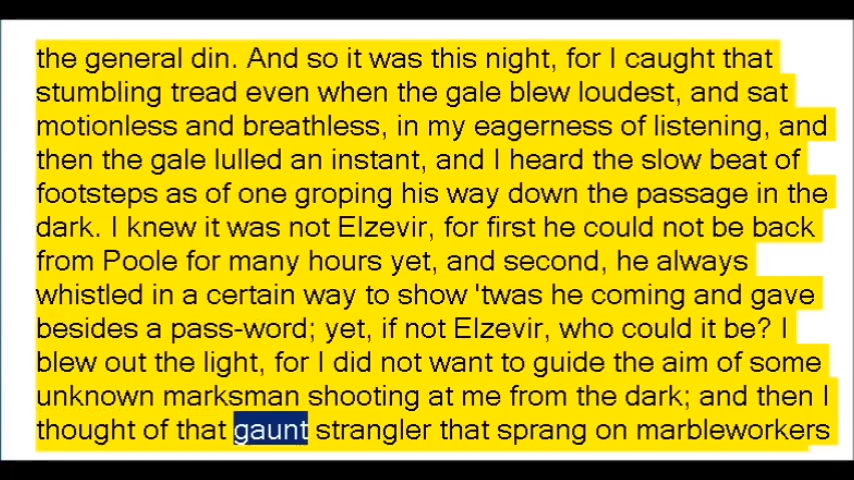 the general din. And so it was this night, for I caught that
stumbling tread even when the gale blew loudest, and sat
motionless and breathless, in my eagerness of listening, and
then the gale lulled an instant, and I heard the slow beat of
footsteps as of one groping his way down the passage in the
dark. I knew it was not Elzevir, for first he could not be back
from Poole for many hours yet, and second, he always
whistled in a certain way to show 'twas he coming and gave
besides a pass-word; yet, if not Elzevir, who could it be? I
blew out the light, for I did not want to guide the aim of some
unknown marksman shooting at me from the dark; and then I
thought of that gaunt strangler that sprang on marbleworkers